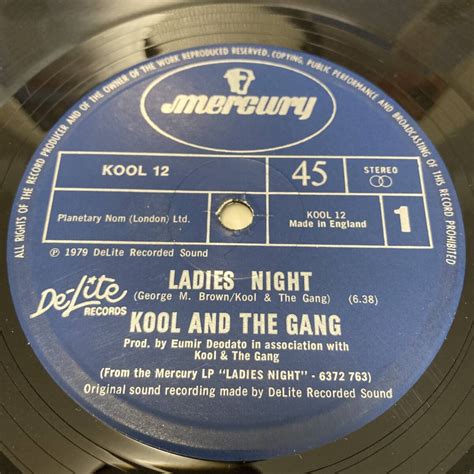 ALL RIGHTS OF THE RECORD PRODUCER AND OF THE OWNER OF THE WORK REPRODUCED RESERVED. COPYING, PUBLIC PERFORMANCE AND BROADCASTING OF THIS RECORD PROHIBITED
mercury
KOOL 12
45
STEREO
Planetary Nom (London) Ltd.
KOOL 12
Made in England
1
℗ 1979 DeLite Recorded Sound
De-Lite
RECORDS
LADIES NIGHT
(George M. Brown/Kool & The Gang) (6.38)
KOOL AND THE GANG
Prod. by Eumir Deodato in association with
Kool & The Gang
(From the Mercury LP "LADIES NIGHT" - 6372 763)
Original sound recording made by DeLite Recorded Sound